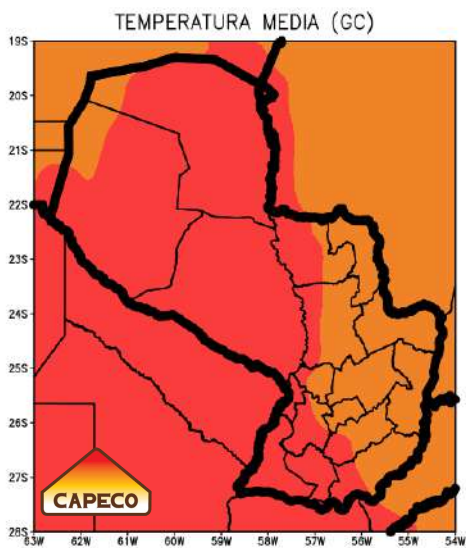 TEMPERATURA MEDIA (GC)
19S
20S
21S
22S
23S
24S
25S
26S
27S
28S
CAPECO
63W 62W 61W 60W 59W 58W 57W 56W 55W 54W